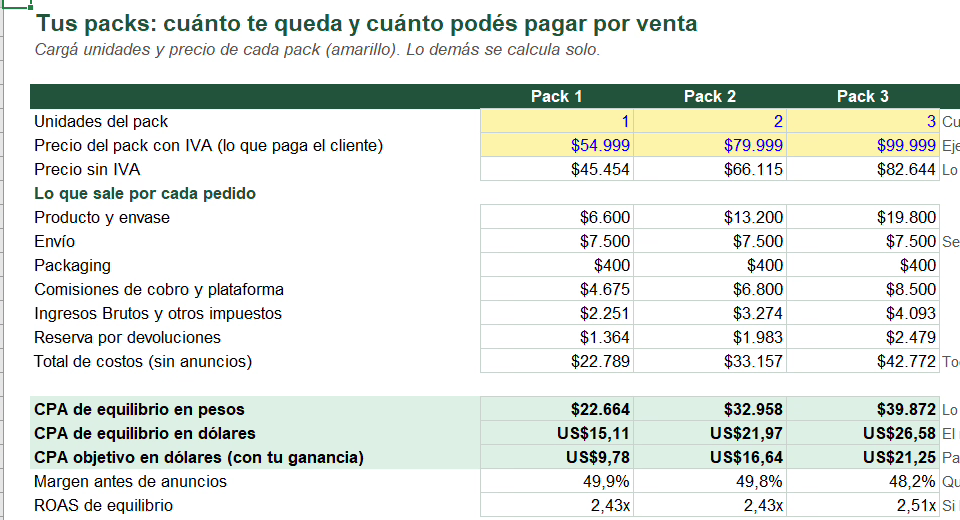 Tus packs: cuánto te queda y cuánto podés pagar por venta
Cargá unidades y precio de cada pack (amarillo). Lo demás se calcula solo.
Pack 1 Pack 2 Pack 3
Unidades del pack 1 2 3
Precio del pack con IVA (lo que paga el cliente) $54.999 $79.999 $99.999
Precio sin IVA $45.454 $66.115 $82.644 Lo
Lo que sale por cada pedido
Producto y envase $6.600 $13.200 $19.800
Envío $7.500 $7.500 $7.500 Se
Packaging $400 $400 $400
Comisiones de cobro y plataforma $4.675 $6.800 $8.500
Ingresos Brutos y otros impuestos $2.251 $3.274 $4.093
Reserva por devoluciones $1.364 $1.983 $2.479
Total de costos (sin anuncios) $22.789 $33.157 $42.772
CPA de equilibrio en pesos $22.664 $32.958 $39.872 Lo
CPA de equilibrio en dólares US$15,11 US$21,97 US$26,58 El
CPA objetivo en dólares (con tu ganancia) US$9,78 US$16,64 US$21,25
Margen antes de anuncios 49,9% 49,8% 48,2%
ROAS de equilibrio 2,43x 2,43x 2,51x Si